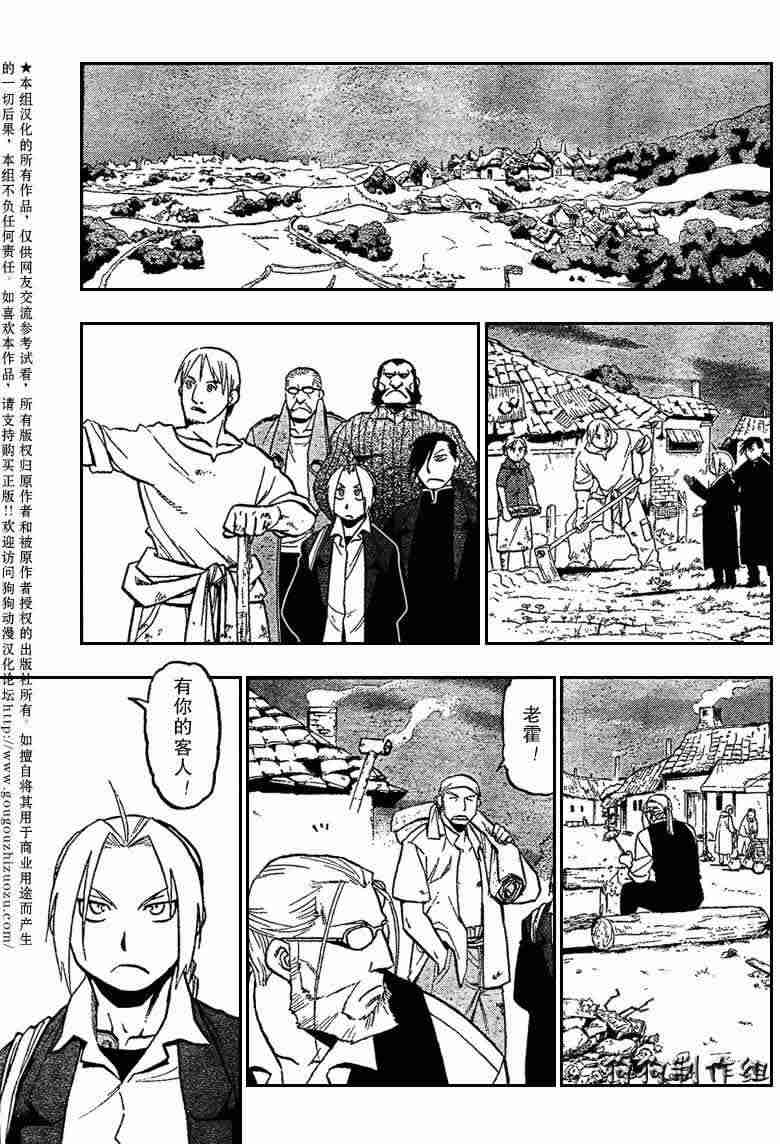 老霍！
有你的客人！
★本组汉化的所有作品，仅供网友交流参考试看，所有版权归原作者和被原作者授权的出版社所有。如擅自将其用于商业用途而产生
的一切后果，本组不负任何责任。如喜欢本作品，请支持购买正版!!欢迎访问狗狗动漫汉化论坛http://www.gougouzhizuozu.com/
狗狗制作组